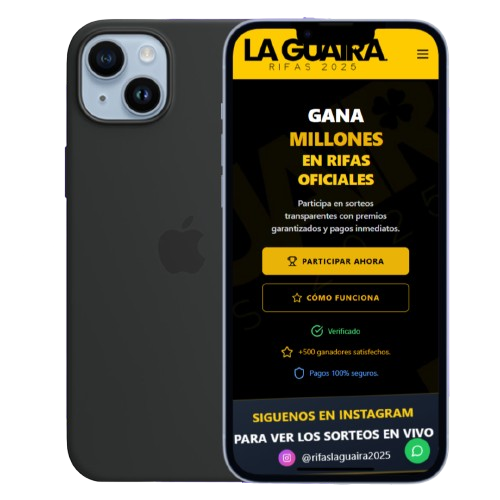 LA GUAIRA
RIFAS 2025
GANA
MILLONES
EN RIFAS
OFICIALES
Participa en sorteos
transparentes con premios
garantizados y pagos inmediatos.
PARTICIPAR AHORA
CÓMO FUNCIONA
Verificado
+500 ganadores satisfechos.
Pagos 100% seguros.
SIGUENOS EN INSTAGRAM
PARA VER LOS SORTEOS EN VIVO
@rifaslaguaira2025